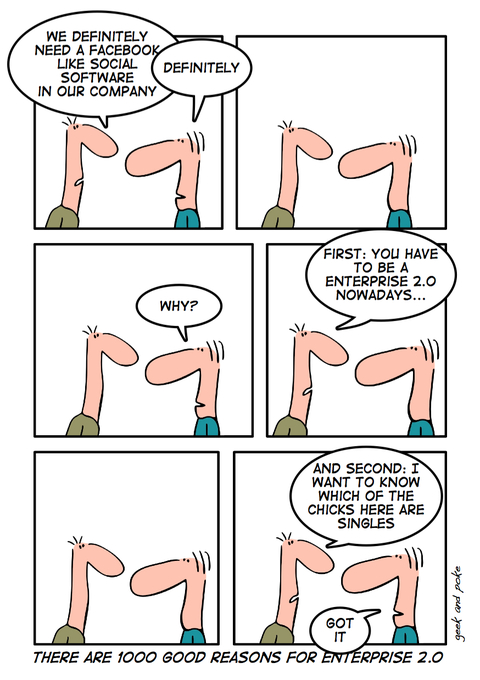 WE DEFINITELY
NEED A FACEBOOK
LIKE SOCIAL
SOFTWARE
IN OUR COMPANY
DEFINITELY
WHY?
FIRST: YOU HAVE
TO BE A
ENTERPRISE 2.0
NOWADAYS...
AND SECOND: I
WANT TO KNOW
WHICH OF THE
CHICKS HERE ARE
SINGLES
GOT
IT
geek and poke
THERE ARE 1000 GOOD REASONS FOR ENTERPRISE 2.0